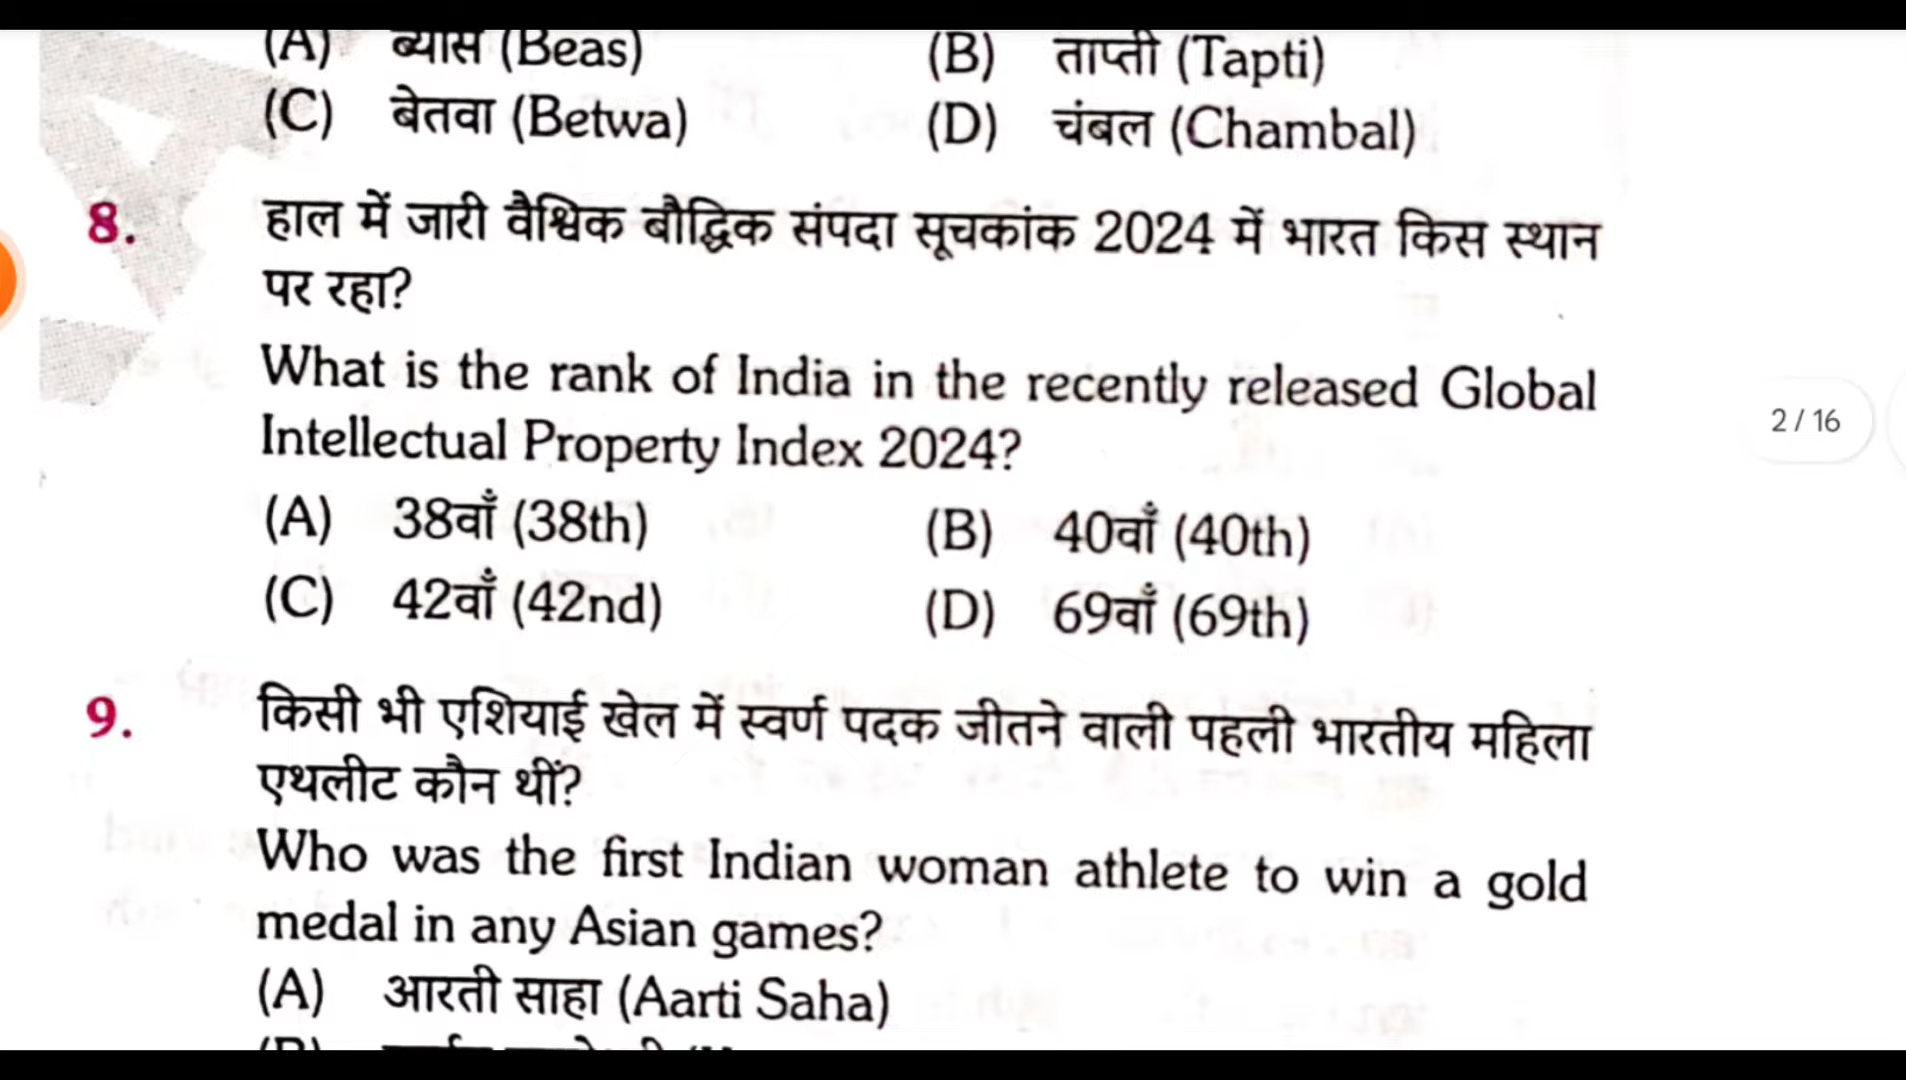 (A) ब्यास (Beas) (B) ताप्ती (Tapti)
(C) बेतवा (Betwa) (D) चंबल (Chambal)
8. हाल में जारी वैश्विक बौद्धिक संपदा सूचकांक 2024 में भारत किस स्थान
पर रहा?
What is the rank of India in the recently released Global
Intellectual Property Index 2024?
2 / 16
(A) 38वाँ (38th) (B) 40वाँ (40th)
(C) 42वाँ (42nd) (D) 69वाँ (69th)
9. किसी भी एशियाई खेल में स्वर्ण पदक जीतने वाली पहली भारतीय महिला
एथलीट कौन थीं?
Who was the first Indian woman athlete to win a gold
medal in any Asian games?
(A) आरती साहा (Aarti Saha)